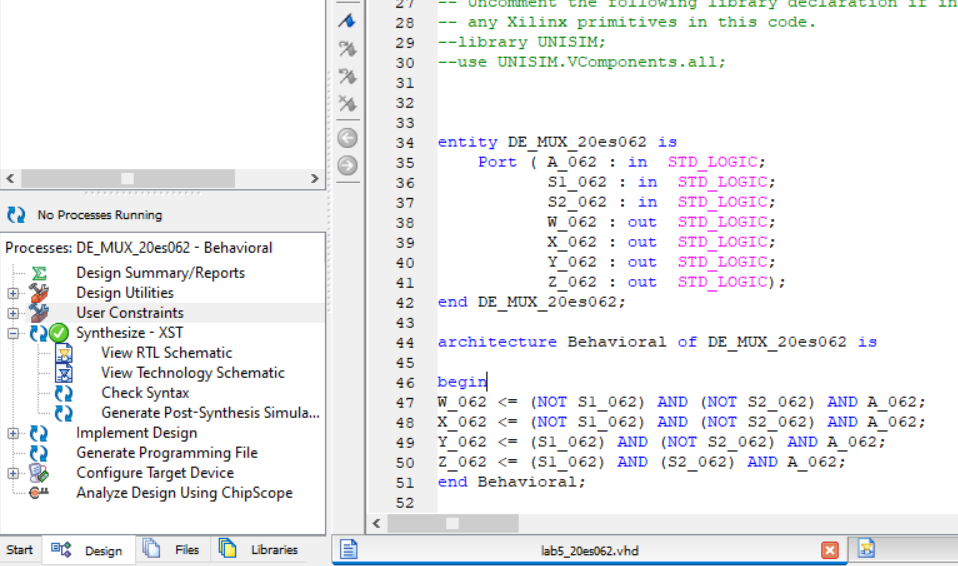 No Processes Running
Processes: DE_MUX_20es062 - Behavioral
Design Summary/Reports
Design Utilities
User Constraints
Synthesize - XST
View RTL Schematic
View Technology Schematic
Check Syntax
Generate Post-Synthesis Simula...
Implement Design
Generate Programming File
Configure Target Device
Analyze Design Using ChipScope
Start
Design
Files
Libraries
27 -- Uncomment the following library declaration if in
28 -- any Xilinx primitives in this code.
29 --library UNISIM;
30 --use UNISIM.VComponents.all;
31
32
33
34 entity DE_MUX_20es062 is
35 Port ( A_062 : in STD_LOGIC;
36 S1_062 : in STD_LOGIC;
37 S2_062 : in STD_LOGIC;
38 W_062 : out STD_LOGIC;
39 X_062 : out STD_LOGIC;
40 Y_062 : out STD_LOGIC;
41 Z_062 : out STD_LOGIC);
42 end DE_MUX_20es062;
43
44 architecture Behavioral of DE_MUX_20es062 is
45
46 begin
47 W_062 <= (NOT S1_062) AND (NOT S2_062) AND A_062;
48 X_062 <= (NOT S1_062) AND (NOT S2_062) AND A_062;
49 Y_062 <= (S1_062) AND (NOT S2_062) AND A_062;
50 Z_062 <= (S1_062) AND (S2_062) AND A_062;
51 end Behavioral;
52
lab5_20es062.vhd